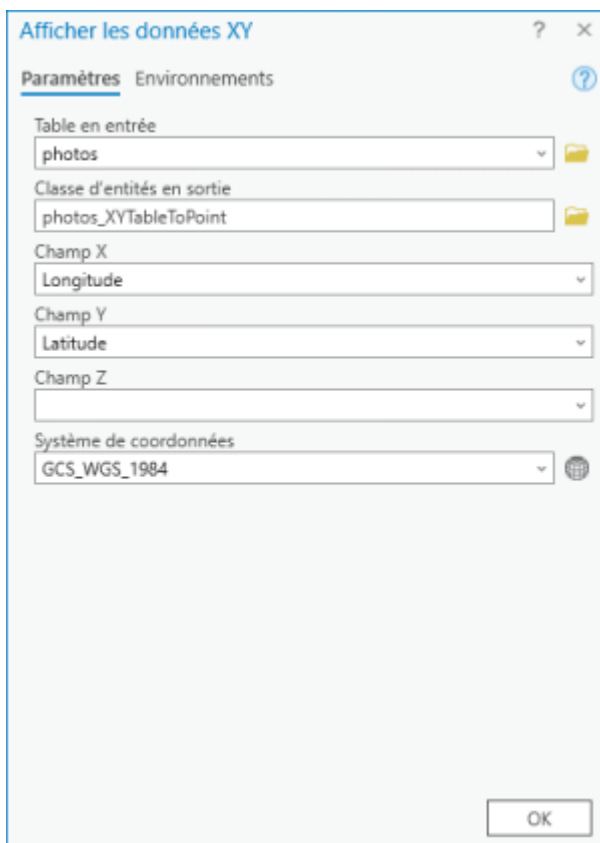 Afficher les données XY ? ×
Paramètres Environnements ?
Table en entrée
photos
Classe d'entités en sortie
photos_XYTableToPoint
Champ X
Longitude
Champ Y
Latitude
Champ Z
Système de coordonnées
GCS_WGS_1984
OK